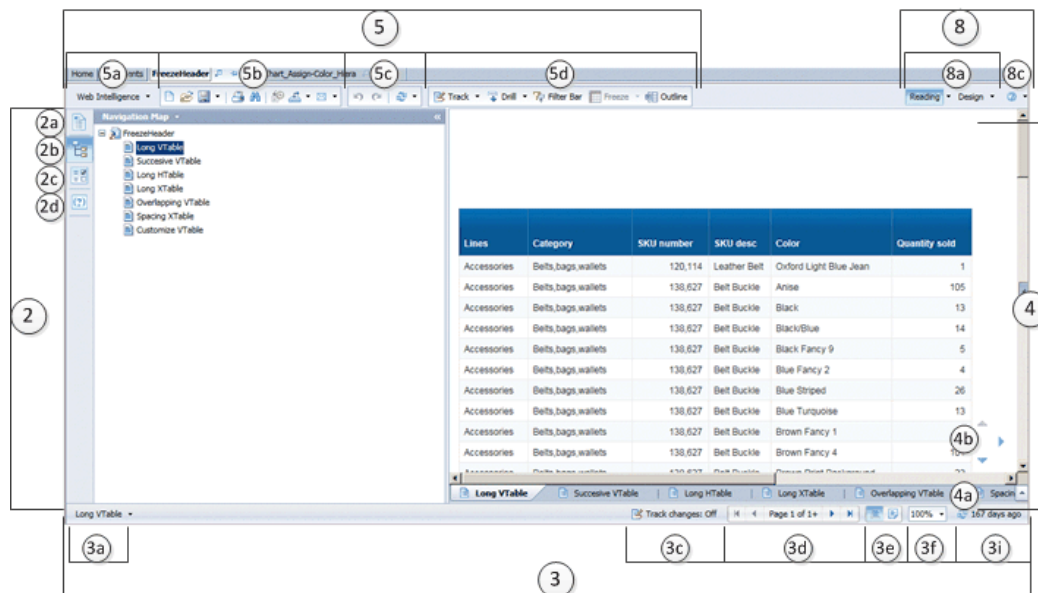 5 8
Home nts FreezeHeader hart_Assign-Color_Hiera
5a 5b 5c 5d 8a 8c
Web Intelligence Track Drill Filter Bar Freeze Outline Reading Design
2a Navigation Map
2b FreezeHeader
Long VTable
2c Succesive VTable
Long HTable
Long XTable
2d Overlapping VTable
Spacing XTable
Customize VTable
Lines Category SKU number SKU desc Color Quantity sold
Accessories Belts,bags,wallets 120,114 Leather Belt Oxford Light Blue Jean 1
Accessories Belts,bags,wallets 138,627 Belt Buckle Anise 105
Accessories Belts,bags,wallets 138,627 Belt Buckle Black 13
2 4
Accessories Belts,bags,wallets 138,627 Belt Buckle Black/Blue 14
Accessories Belts,bags,wallets 138,627 Belt Buckle Black Fancy 9 5
Accessories Belts,bags,wallets 138,627 Belt Buckle Blue Fancy 2 4
Accessories Belts,bags,wallets 138,627 Belt Buckle Blue Striped 26
Accessories Belts,bags,wallets 138,627 Belt Buckle Blue Turquoise 13
Accessories Belts,bags,wallets 138,627 Belt Buckle Brown Fancy 1
4b
Accessories Belts,bags,wallets 138,627 Belt Buckle Brown Fancy 4
Long VTable Succesive VTable Long HTable Long XTable Overlapping VTable 4a Spacin
Long VTable Track changes: Off Page 1 of 1+ 100% 167 days ago
3a 3c 3d 3e 3f 3i
3